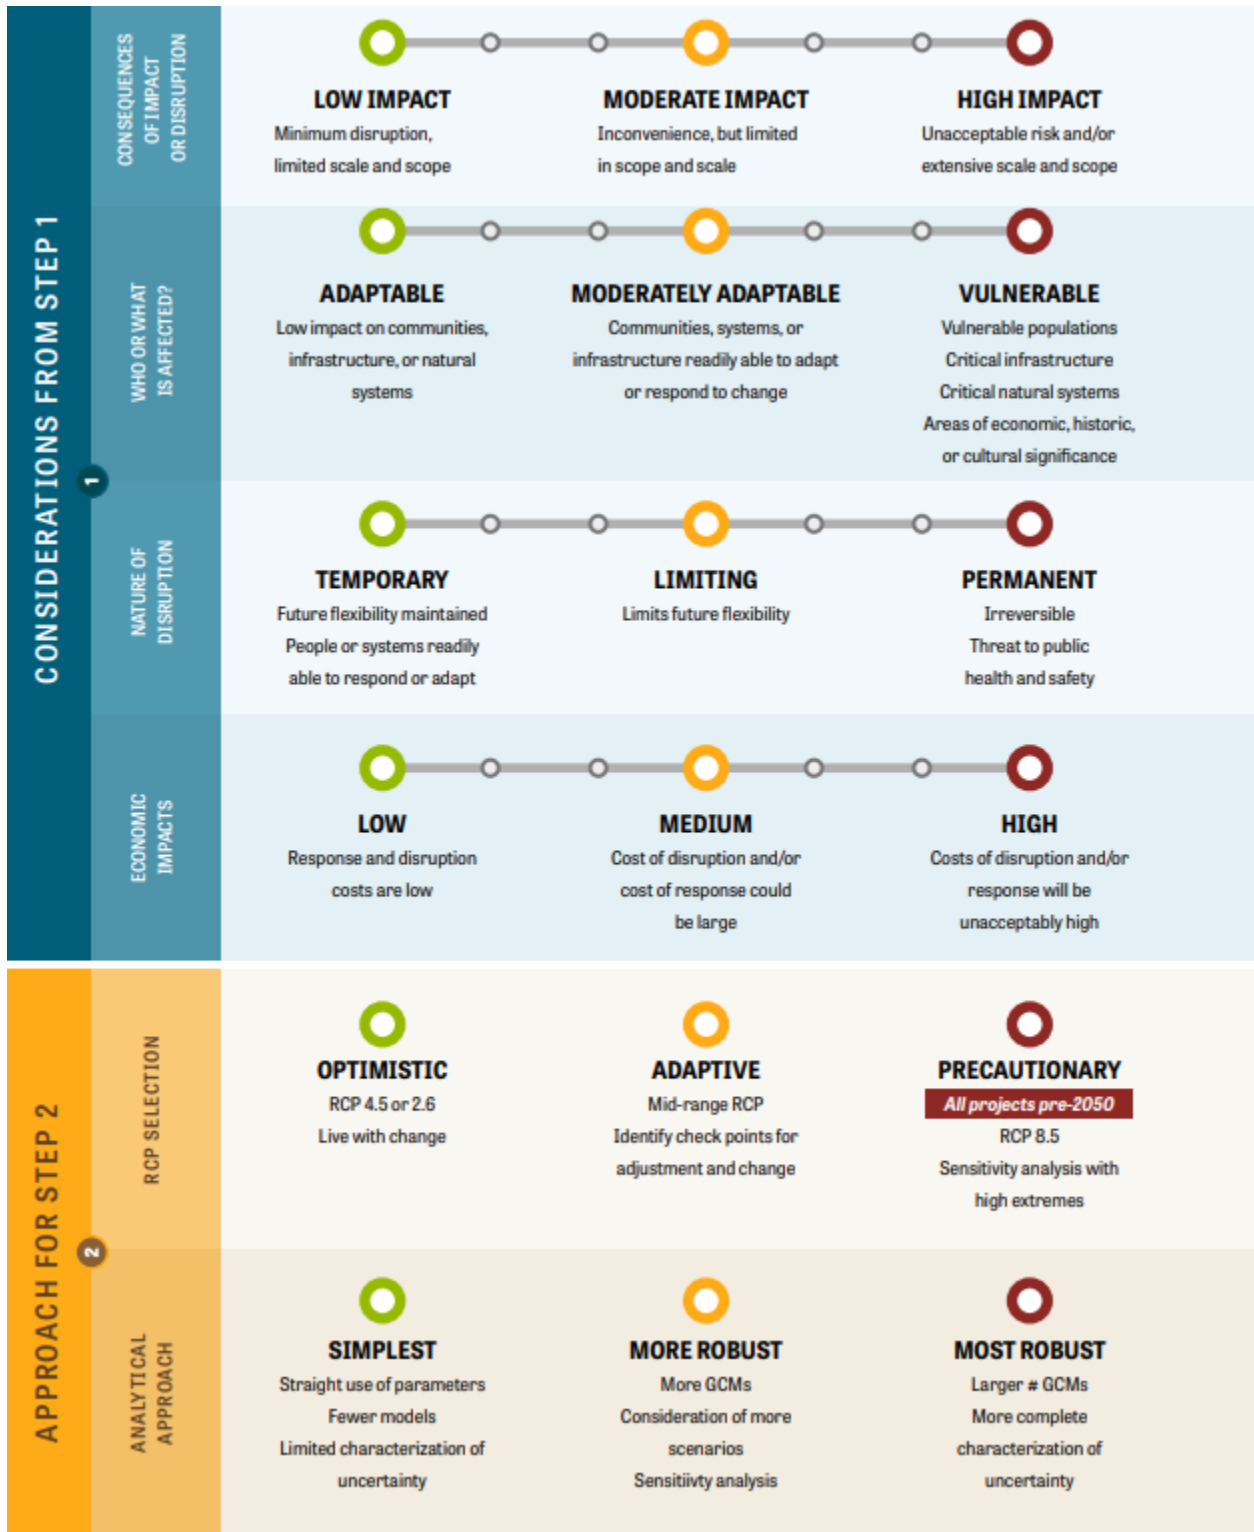 CONSIDERATIONS FROM STEP 1
1
CONSEQUENCES
OF IMPACT
OR DISRUPTION
LOW IMPACT
Minimum disruption,
limited scale and scope
MODERATE IMPACT
Inconvenience, but limited
in scope and scale
HIGH IMPACT
Unacceptable risk and/or
extensive scale and scope
WHO OR WHAT
IS AFFECTED?
ADAPTABLE
Low impact on communities,
infrastructure, or natural
systems
MODERATELY ADAPTABLE
Communities, systems, or
infrastructure readily able to adapt
or respond to change
VULNERABLE
Vulnerable populations
Critical infrastructure
Critical natural systems
Areas of economic, historic,
or cultural significance
NATURE OF
DISRUPTION
TEMPORARY
Future flexibility maintained
People or systems readily
able to respond or adapt
LIMITING
Limits future flexibility
PERMANENT
Irreversible
Threat to public
health and safety
ECONOMIC
IMPACTS
LOW
Response and disruption
costs are low
MEDIUM
Cost of disruption and/or
cost of response could
be large
HIGH
Costs of disruption and/or
response will be
unacceptably high
APPROACH FOR STEP 2
2
RCP SELECTION
OPTIMISTIC
RCP 4.5 or 2.6
Live with change
ADAPTIVE
Mid-range RCP
Identify check points for
adjustment and change
PRECAUTIONARY
All projects pre-2050
RCP 8.5
Sensitivity analysis with
high extremes
ANALYTICAL
APPROACH
SIMPLEST
Straight use of parameters
Fewer models
Limited characterization of
uncertainty
MORE ROBUST
More GCMs
Consideration of more
scenarios
Sensitiivty analysis
MOST ROBUST
Larger # GCMs
More complete
characterization of
uncertainty